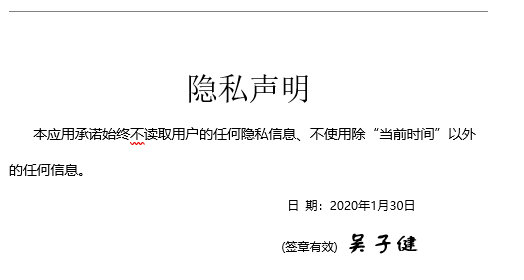 隐私声明
本应用承诺始终不读取用户的任何隐私信息、不使用除“当前时间”以外
的任何信息。
日 期：2020年1月30日
(签章有效) 吴子健